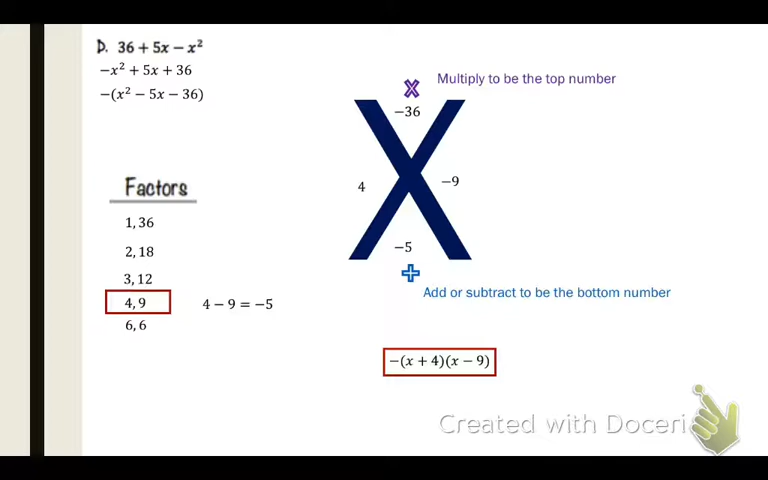 D. 36 + 5x − x²
−x² + 5x + 36
−(x² − 5x − 36)
× Multiply to be the top number
−36
4
−9
−5
+ Add or subtract to be the bottom number
Factors
1, 36
2, 18
3, 12
4, 9
4 − 9 = −5
6, 6
−(x + 4)(x − 9)
Created with Doceri